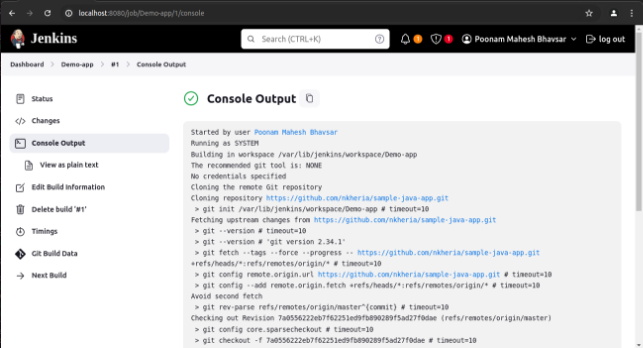 localhost:8080/job/Demo-app/1/console
Jenkins
Search (CTRL+K)
1
1
Poonam Mahesh Bhavsar
log out
Dashboard > Demo-app > #1 > Console Output
Status
Changes
Console Output
View as plain text
Edit Build Information
Delete build '#1'
Timings
Git Build Data
Next Build
Console Output
Started by user Poonam Mahesh Bhavsar
Running as SYSTEM
Building in workspace /var/lib/jenkins/workspace/Demo-app
The recommended git tool is: NONE
No credentials specified
Cloning the remote Git repository
Cloning repository https://github.com/nkheria/sample-java-app.git
> git init /var/lib/jenkins/workspace/Demo-app # timeout=10
Fetching upstream changes from https://github.com/nkheria/sample-java-app.git
> git --version # timeout=10
> git --version # 'git version 2.34.1'
> git fetch --tags --force --progress -- https://github.com/nkheria/sample-java-app.git
+refs/heads/*:refs/remotes/origin/* # timeout=10
> git config remote.origin.url https://github.com/nkheria/sample-java-app.git # timeout=10
> git config --add remote.origin.fetch +refs/heads/*:refs/remotes/origin/* # timeout=10
Avoid second fetch
> git rev-parse refs/remotes/origin/master^{commit} # timeout=10
Checking out Revision 7a0556222eb7f62251ed9fb890289f5ad27f0dae (refs/remotes/origin/master)
> git config core.sparsecheckout # timeout=10
> git checkout -f 7a0556222eb7f62251ed9fb890289f5ad27f0dae # timeout=10